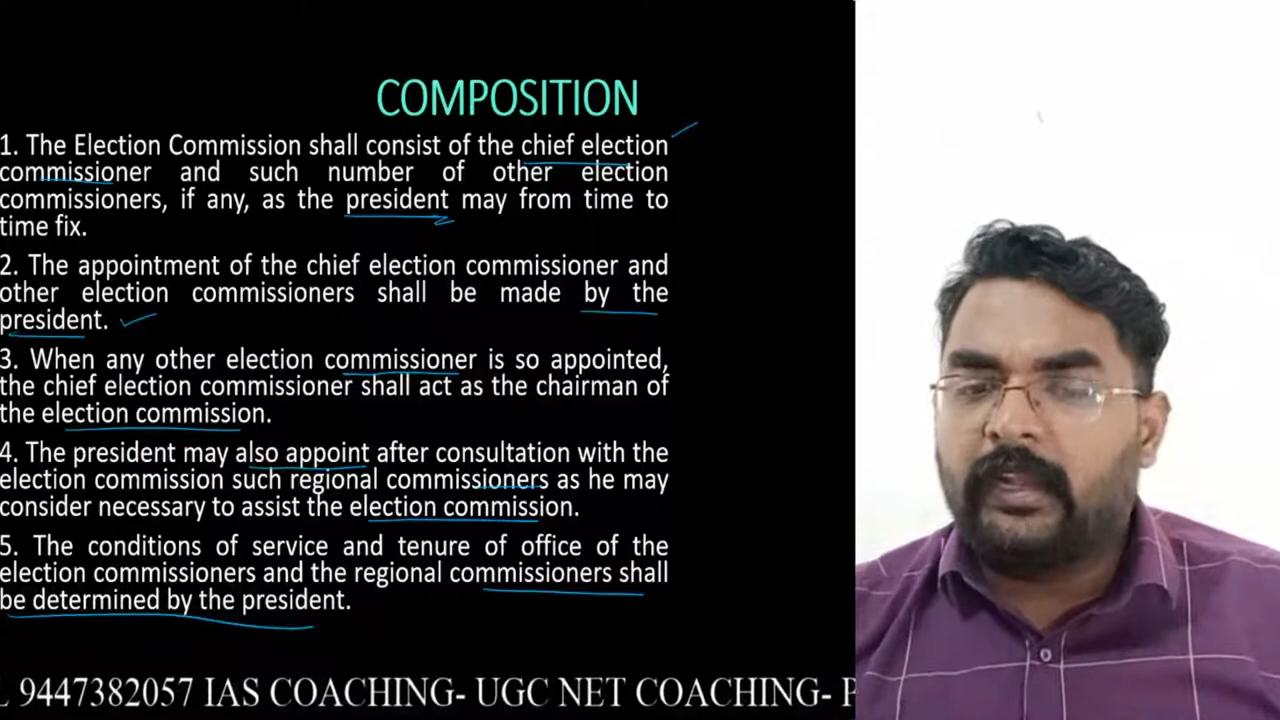 COMPOSITION
1. The Election Commission shall consist of the chief election
commissioner and such number of other election
commissioners, if any, as the president may from time to
time fix.
2. The appointment of the chief election commissioner and
other election commissioners shall be made by the
president.
3. When any other election commissioner is so appointed,
the chief election commissioner shall act as the chairman of
the election commission.
4. The president may also appoint after consultation with the
election commission such regional commissioners as he may
consider necessary to assist the election commission.
5. The conditions of service and tenure of office of the
election commissioners and the regional commissioners shall
be determined by the president.
9447382057 IAS COACHING- UGC NET COACHING-